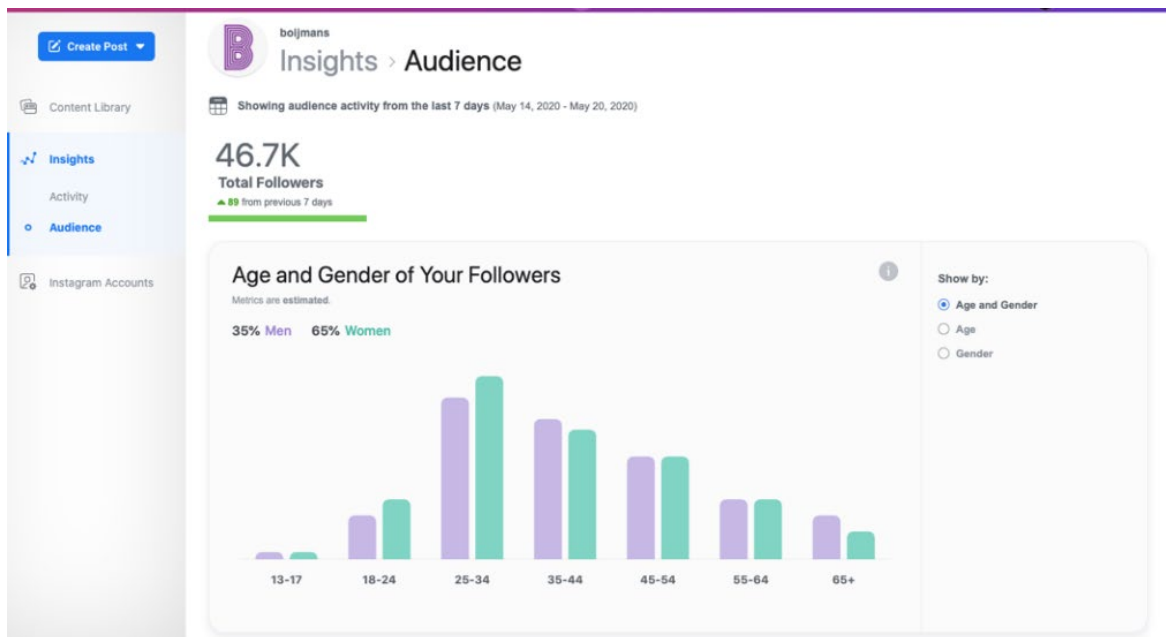 Create Post
Content Library
Insights
Activity
Audience
Instagram Accounts
B
boijmans
Insights > Audience
Showing audience activity from the last 7 days (May 14, 2020 - May 20, 2020)
46.7K
Total Followers
89 from previous 7 days
Age and Gender of Your Followers
Metrics are estimated.
35% Men 65% Women
13-17 18-24 25-34 35-44 45-54 55-64 65+
i
Show by:
Age and Gender
Age
Gender